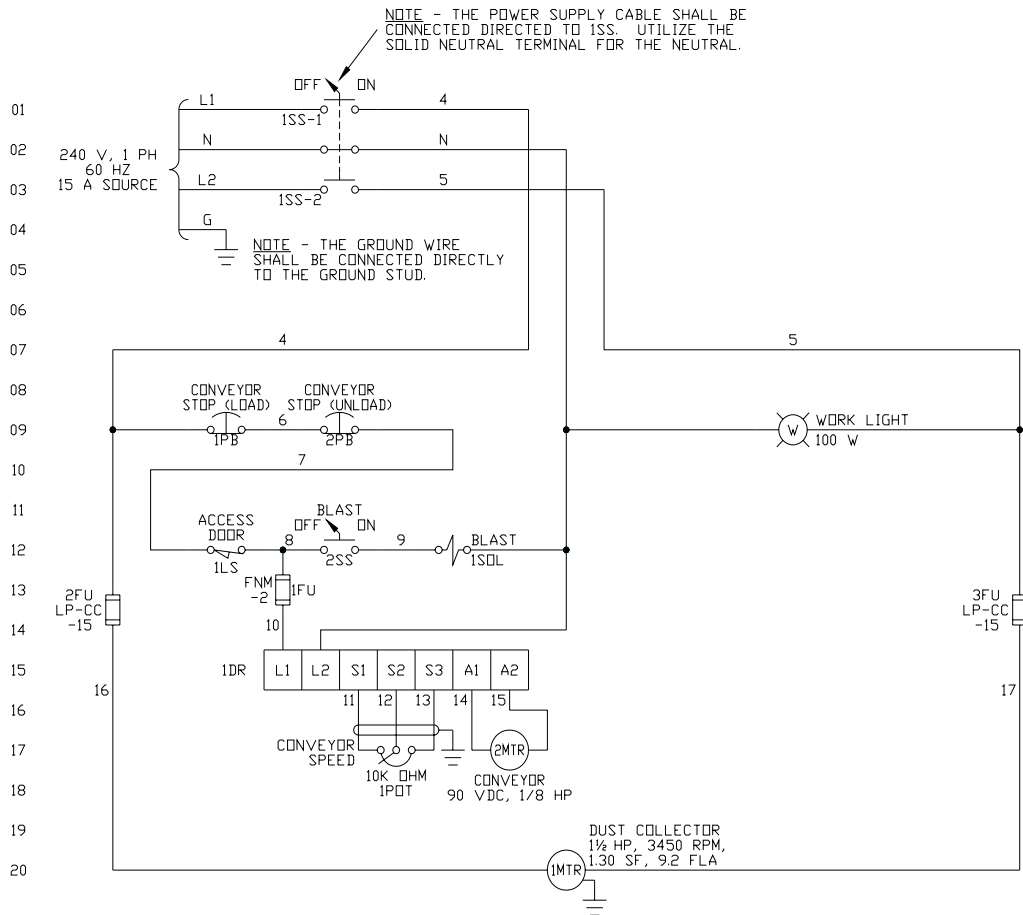 NOTE - THE POWER SUPPLY CABLE SHALL BE
CONNECTED DIRECTED TO 1SS. UTILIZE THE
SOLID NEUTRAL TERMINAL FOR THE NEUTRAL.
OFF ON
01 L1 4
1SS-1
02 N N
240 V, 1 PH
60 HZ
15 A SOURCE
03 L2 5
1SS-2
04 G
NOTE - THE GROUND WIRE
SHALL BE CONNECTED DIRECTLY
TO THE GROUND STUD.
05
06
07 4 5
08
CONVEYOR
STOP (LOAD)
CONVEYOR
STOP (UNLOAD)
09 6
1PB 2PB
W WORK LIGHT
100 W
10 7
11
ACCESS
DOOR
BLAST
OFF ON
12 8 9
1LS 2SS
BLAST
1SOL
13 FNM
-2
1FU
2FU
LP-CC
-15
3FU
LP-CC
-15
14 10
15 1DR L1 L2 S1 S2 S3 A1 A2
16 16 11 12 13 14 15 17
17 CONVEYOR
SPEED
10K OHM
1POT
2MTR
CONVEYOR
90 VDC, 1/8 HP
18
19
DUST COLLECTOR
1½ HP, 3450 RPM,
1.30 SF, 9.2 FLA
20 1MTR